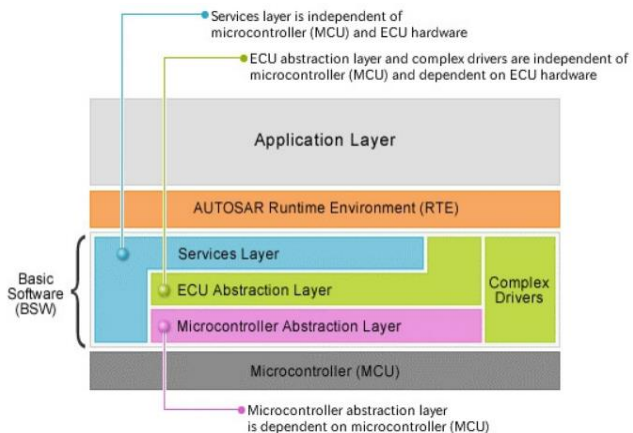 Services layer is independent of
microcontroller (MCU) and ECU hardware
ECU abstraction layer and complex drivers are independent of
microcontroller (MCU) and dependent on ECU hardware
Application Layer
AUTOSAR Runtime Environment (RTE)
Basic
Software
(BSW)
Services Layer
ECU Abstraction Layer
Complex
Drivers
Microcontroller Abstraction Layer
Microcontroller (MCU)
Microcontroller abstraction layer
is dependent on microcontroller (MCU)